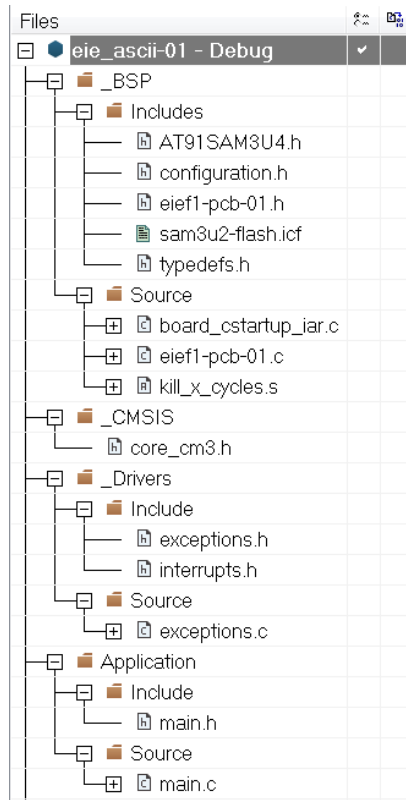 Files
eie_ascii-01 - Debug
_BSP
Includes
AT91SAM3U4.h
configuration.h
eief1-pcb-01.h
sam3u2-flash.icf
typedefs.h
Source
board_cstartup_iar.c
eief1-pcb-01.c
kill_x_cycles.s
_CMSIS
core_cm3.h
_Drivers
Include
exceptions.h
interrupts.h
Source
exceptions.c
Application
Include
main.h
Source
main.c